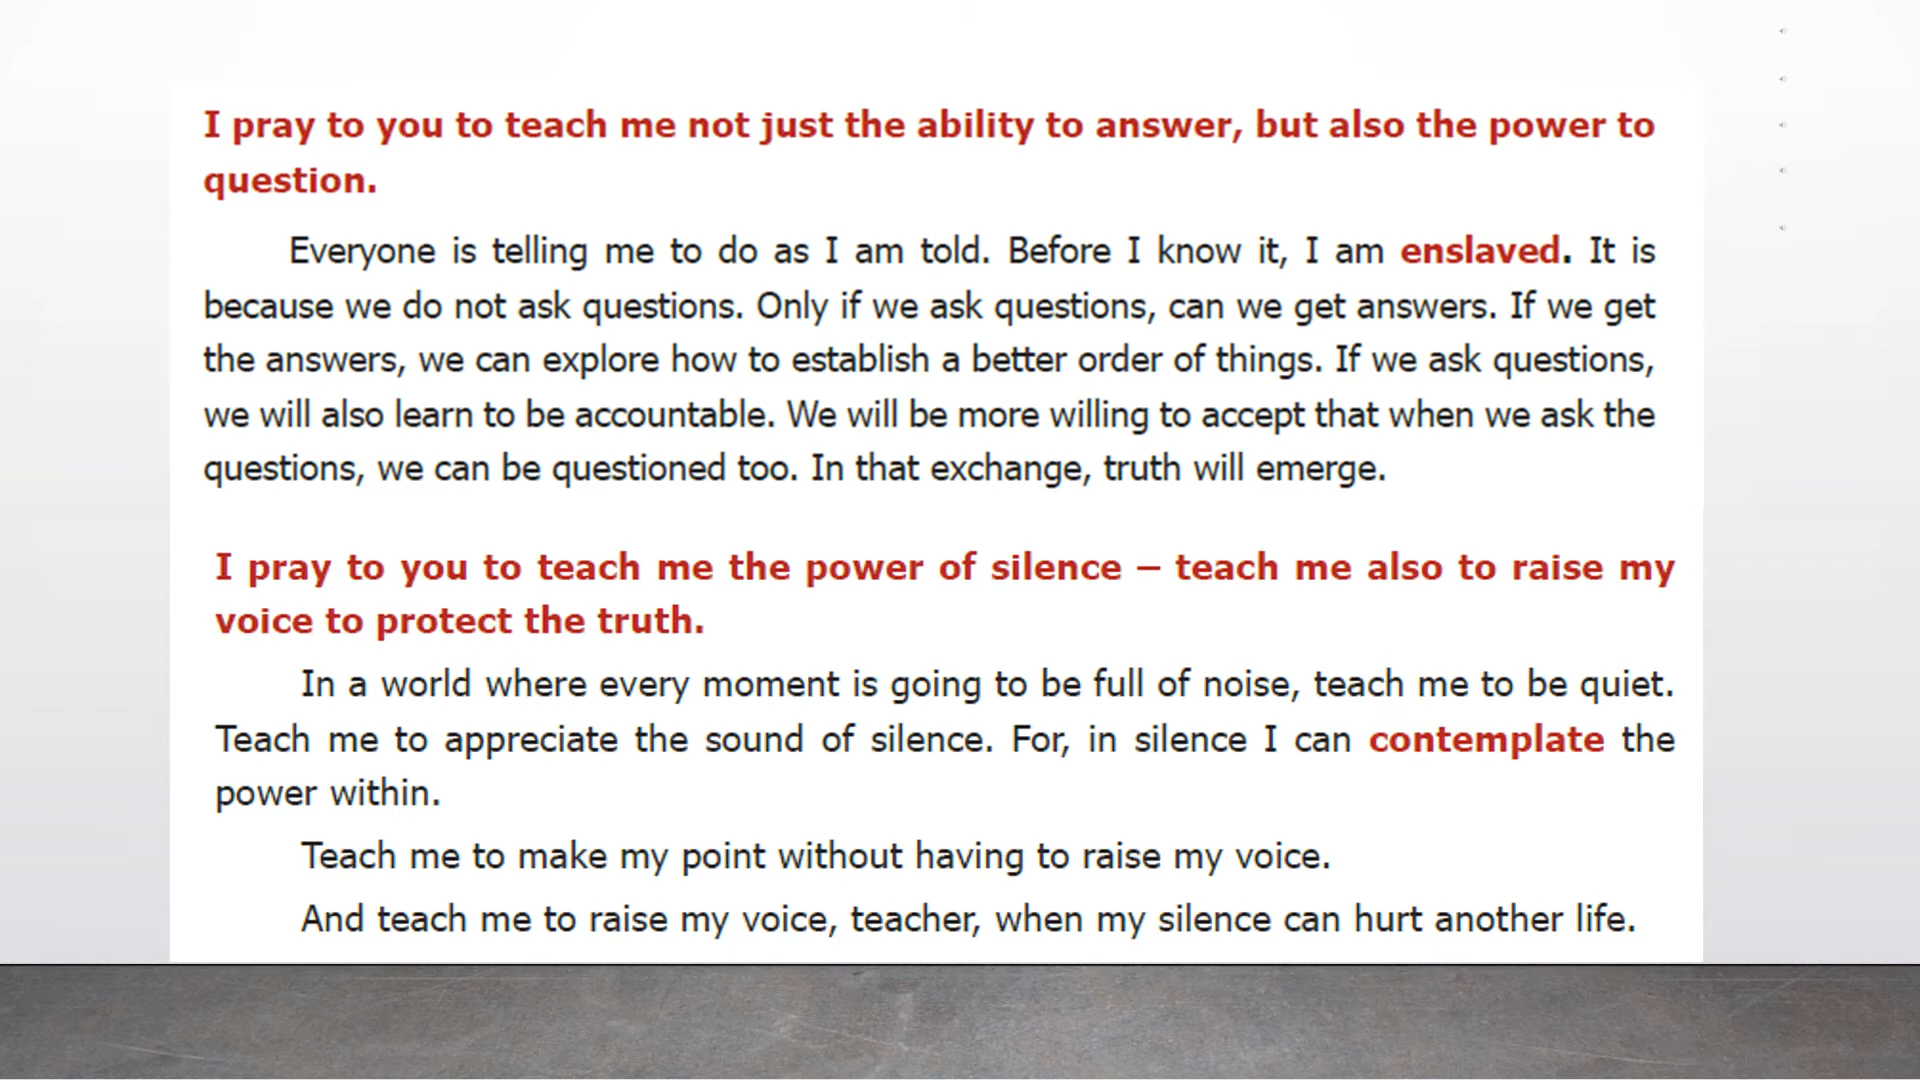 I pray to you to teach me not just the ability to answer, but also the power to
question.
Everyone is telling me to do as I am told. Before I know it, I am enslaved. It is
because we do not ask questions. Only if we ask questions, can we get answers. If we get
the answers, we can explore how to establish a better order of things. If we ask questions,
we will also learn to be accountable. We will be more willing to accept that when we ask the
questions, we can be questioned too. In that exchange, truth will emerge.
I pray to you to teach me the power of silence – teach me also to raise my
voice to protect the truth.
In a world where every moment is going to be full of noise, teach me to be quiet.
Teach me to appreciate the sound of silence. For, in silence I can contemplate the
power within.
Teach me to make my point without having to raise my voice.
And teach me to raise my voice, teacher, when my silence can hurt another life.